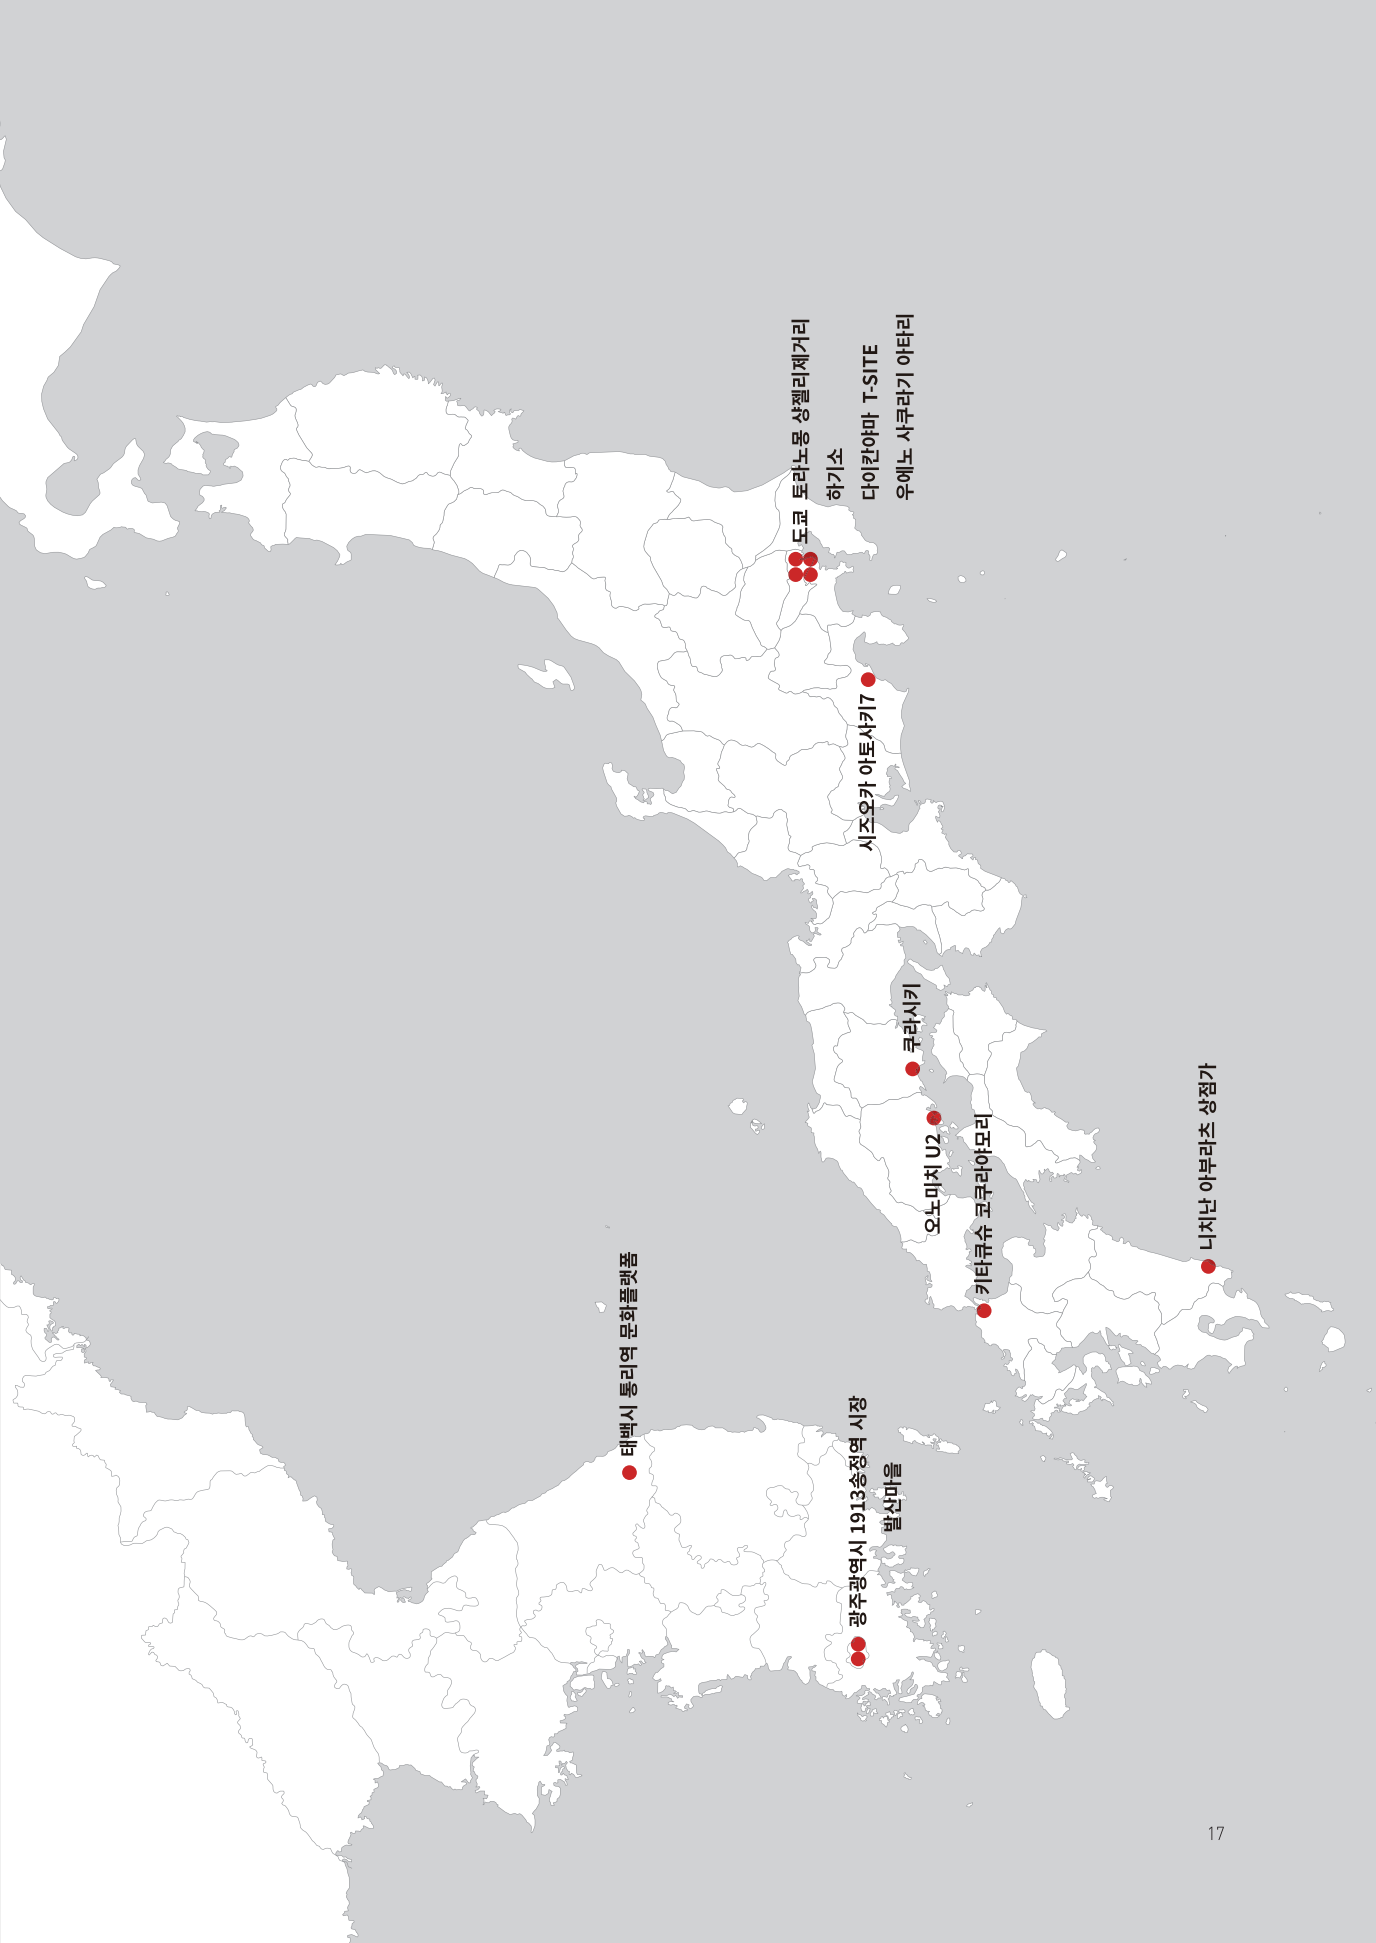 태백시 통리역 문화플랫폼
도쿄 토라노몽 샹젤리제거리
하기소
다이칸야마 T-SITE
우에노 사쿠라기 아타리
광주광역시 1913송정역 시장
발산마을
시즈오카 아토사키7
쿠라시키
오노미치 U2
키타큐슈 코쿠라야모리
니치난 아부라츠 상점가
17